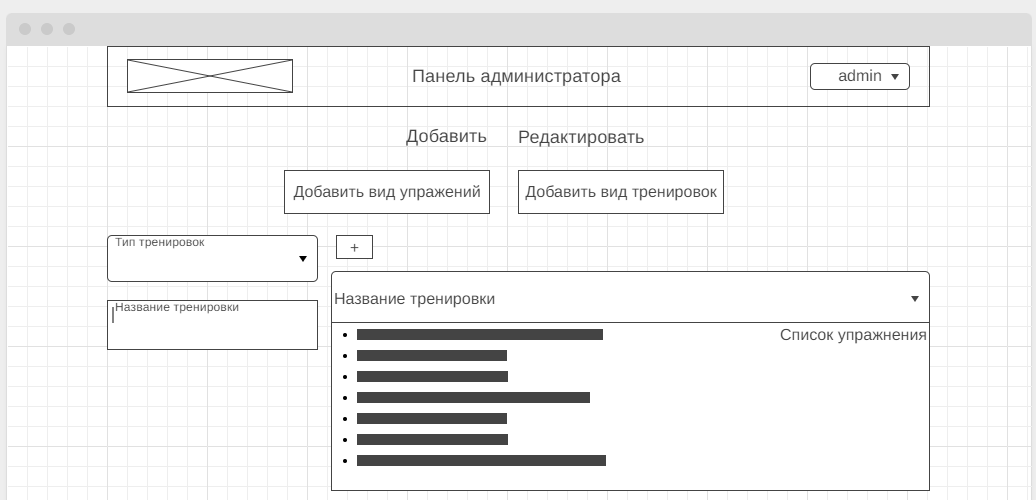 Панель администратора
admin
Добавить Редактировать
Добавить вид упражений Добавить вид тренировок
Тип тренировок
+
Название тренировки
Название тренировки
Список упражнения